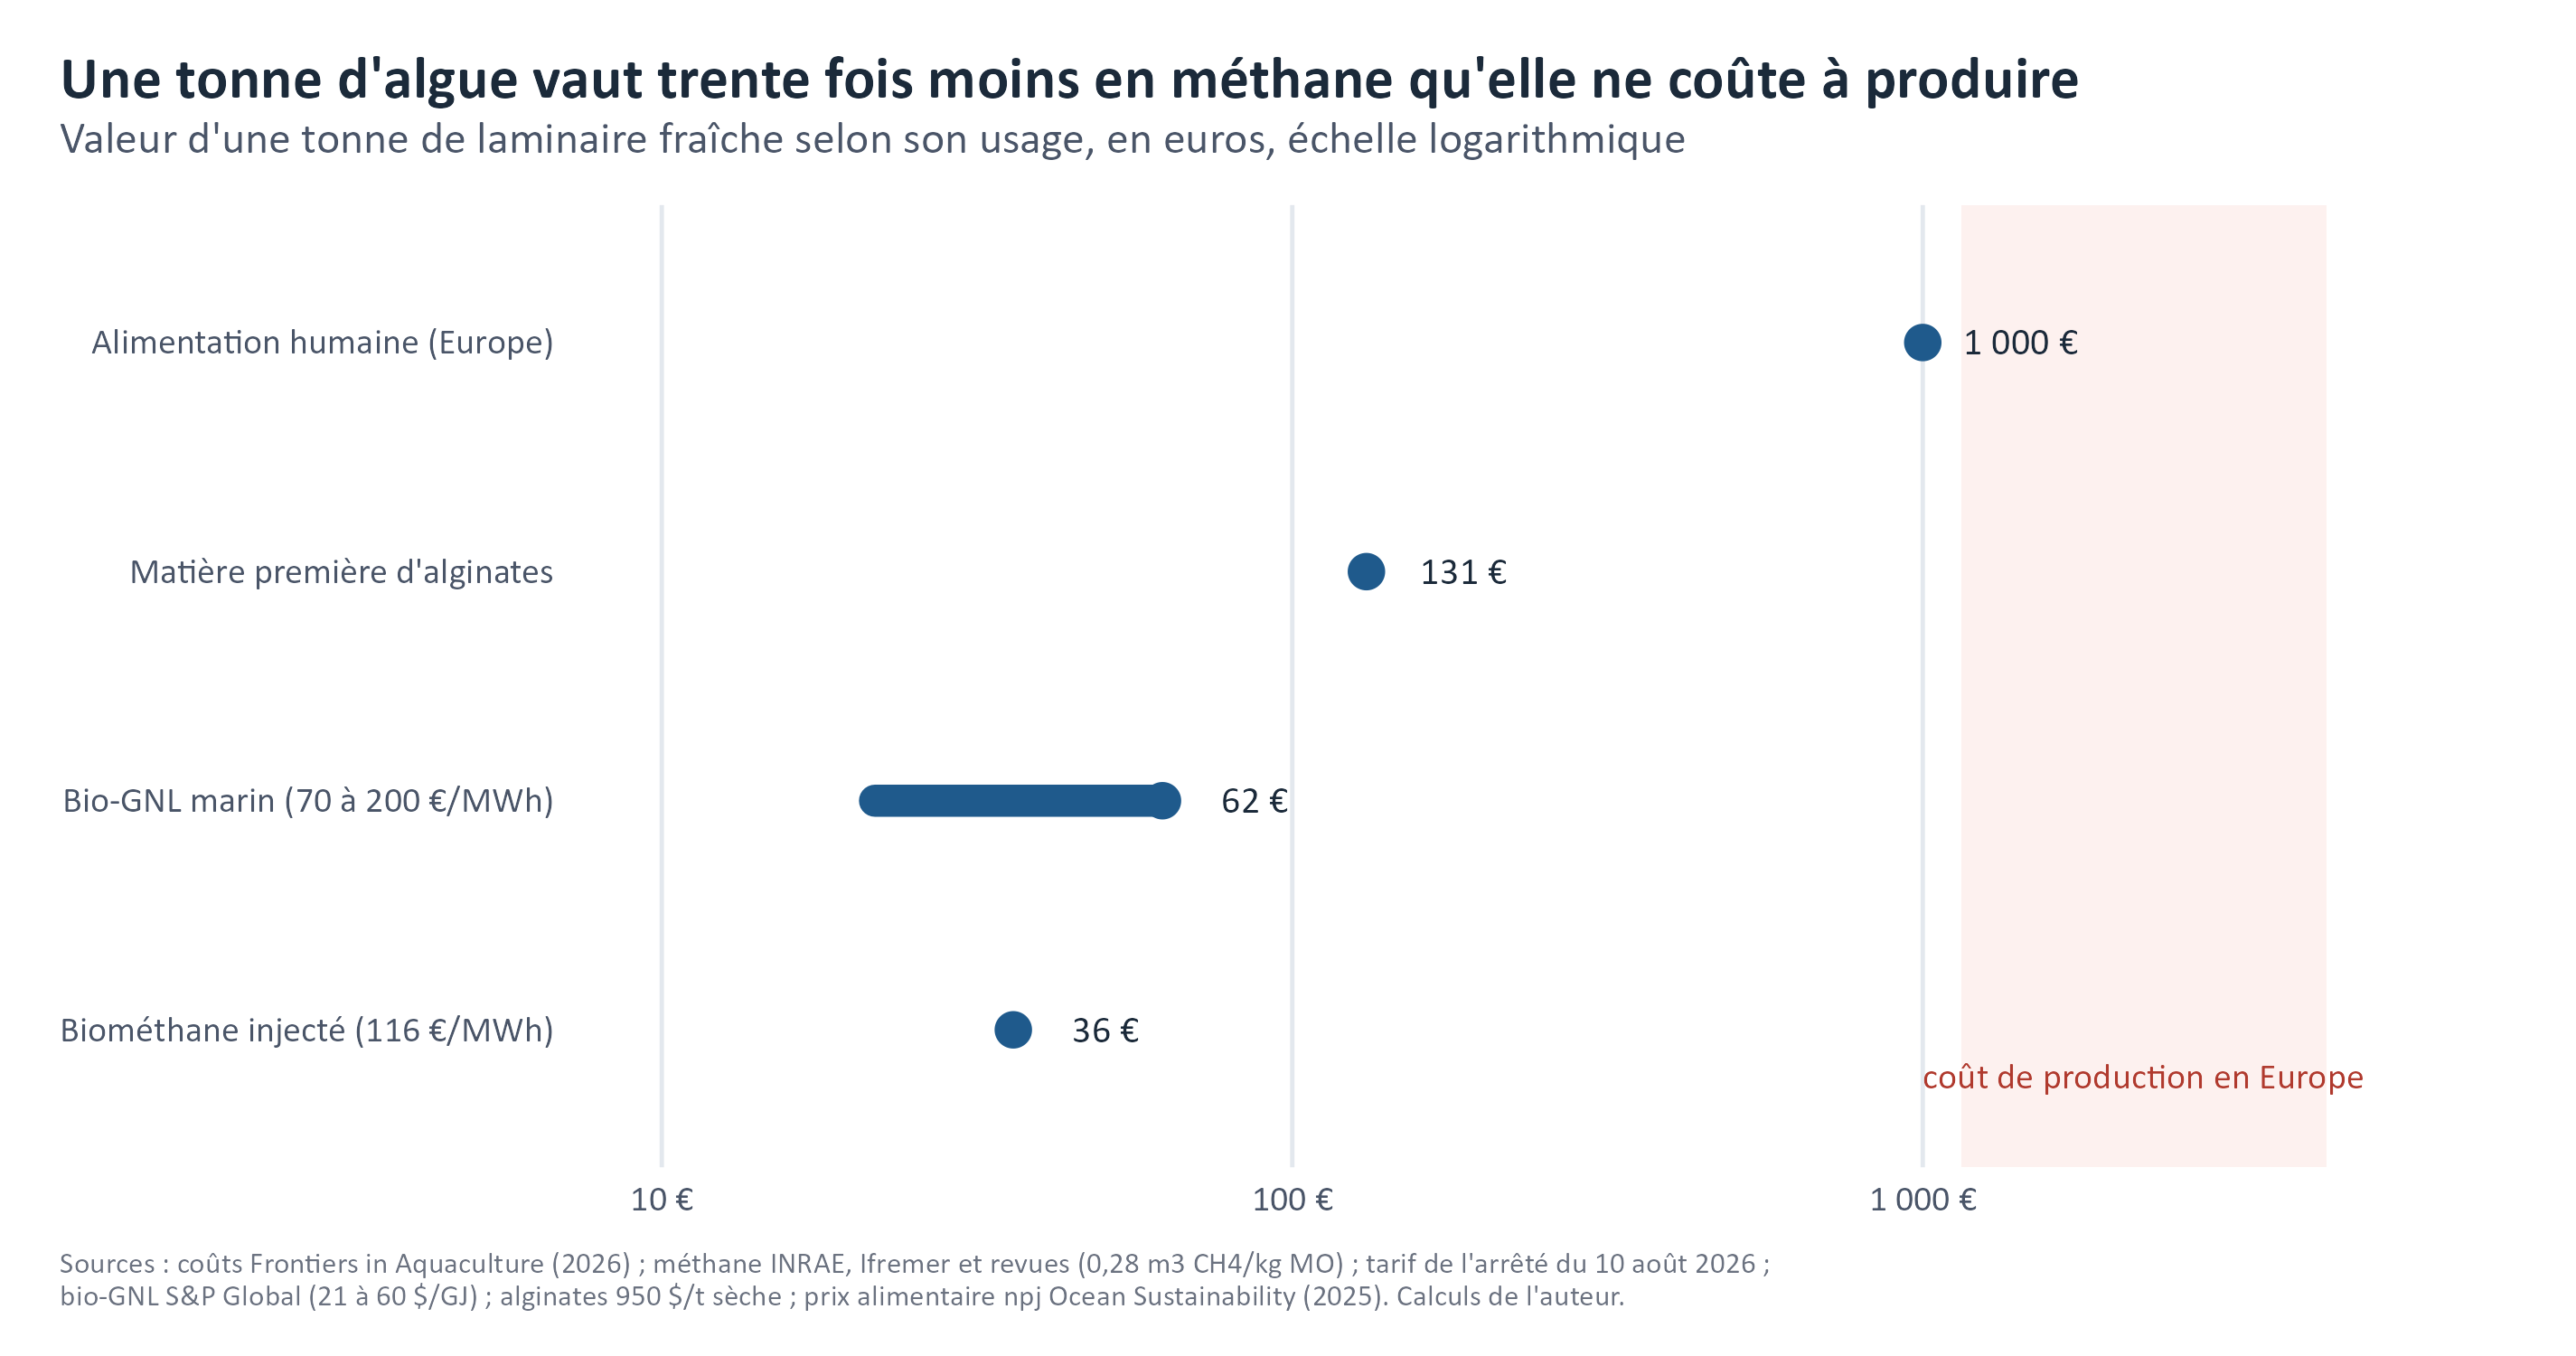 Une tonne d'algue vaut trente fois moins en méthane qu'elle ne coûte à produire
Valeur d'une tonne de laminaire fraîche selon son usage, en euros, échelle logarithmique
Alimentation humaine (Europe)
1 000 €
Matière première d'alginates
131 €
Bio-GNL marin (70 à 200 €/MWh)
62 €
Biométhane injecté (116 €/MWh)
36 €
coût de production en Europe
10 €
100 €
1 000 €
Sources : coûts Frontiers in Aquaculture (2026) ; méthane INRAE, Ifremer et revues (0,28 m3 CH4/kg MO) ; tarif de l'arrêté du 10 août 2026 ;
bio-GNL S&P Global (21 à 60 $/GJ) ; alginates 950 $/t sèche ; prix alimentaire npj Ocean Sustainability (2025). Calculs de l'auteur.